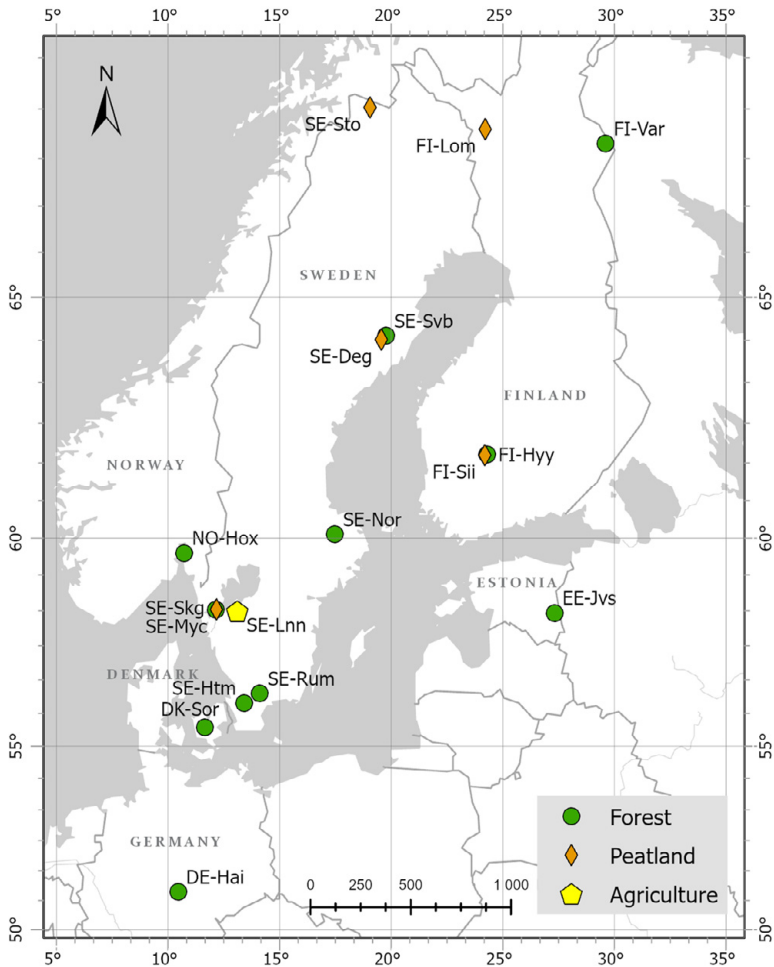 5° 10° 15° 20° 25° 30° 35°
N
SE-Sto
FI-Lom
FI-Var
SWEDEN
65° 65°
SE-Svb
SE-Deg
FINLAND
NORWAY
FI-Hyy
FI-Sii
SE-Nor
60° 60°
NO-Hox
ESTONIA
EE-Jvs
SE-Skg
SE-Myc
SE-Lnn
DENMARK
SE-Rum
SE-Htm
DK-Sor
55° 55°
Forest
GERMANY
Peatland
DE-Hai
0 250 500 1 000
Agriculture
50° 50°
5° 10° 15° 20° 25° 30° 35°